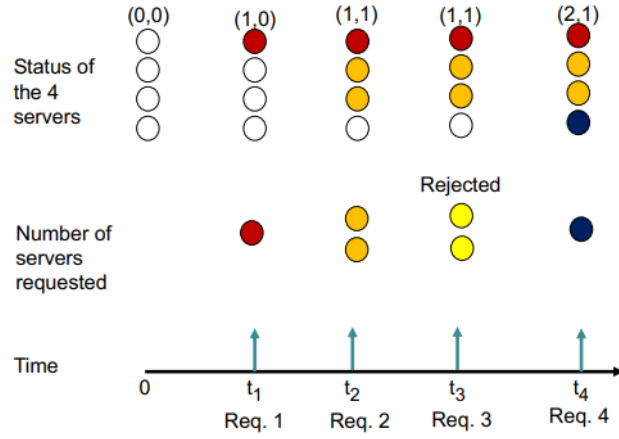 (0,0) (1,0) (1,1) (1,1) (2,1)
Status of
the 4
servers
Rejected
Number of
servers
requested
Time
0 t1 t2 t3 t4
Req. 1 Req. 2 Req. 3 Req. 4